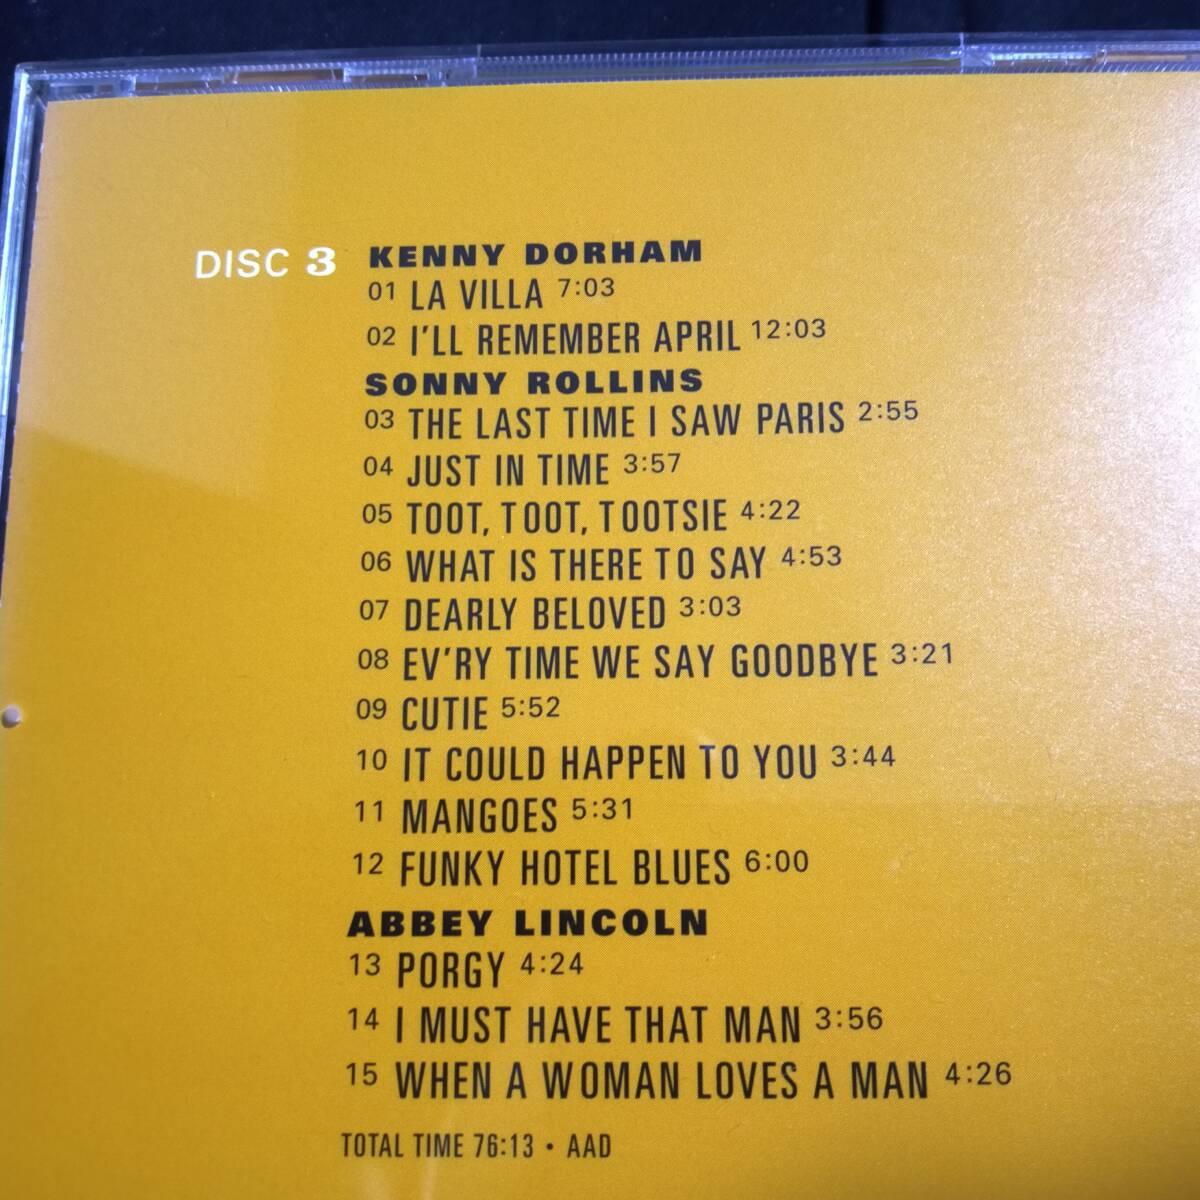 DISC 3 KENNY DORHAM
01 LA VILLA 7:03
02 I'LL REMEMBER APRIL 12:03
SONNY ROLLINS
03 THE LAST TIME I SAW PARIS 2:55
04 JUST IN TIME 3:57
05 TOOT, TOOT, TOOTSIE 4:22
06 WHAT IS THERE TO SAY 4:53
07 DEARLY BELOVED 3:03
08 EV'RY TIME WE SAY GOODBYE 3:21
09 CUTIE 5:52
10 IT COULD HAPPEN TO YOU 3:44
11 MANGOES 5:31
12 FUNKY HOTEL BLUES 6:00
ABBEY LINCOLN
13 PORGY 4:24
14 I MUST HAVE THAT MAN 3:56
15 WHEN A WOMAN LOVES A MAN 4:26
TOTAL TIME 76:13 • AAD